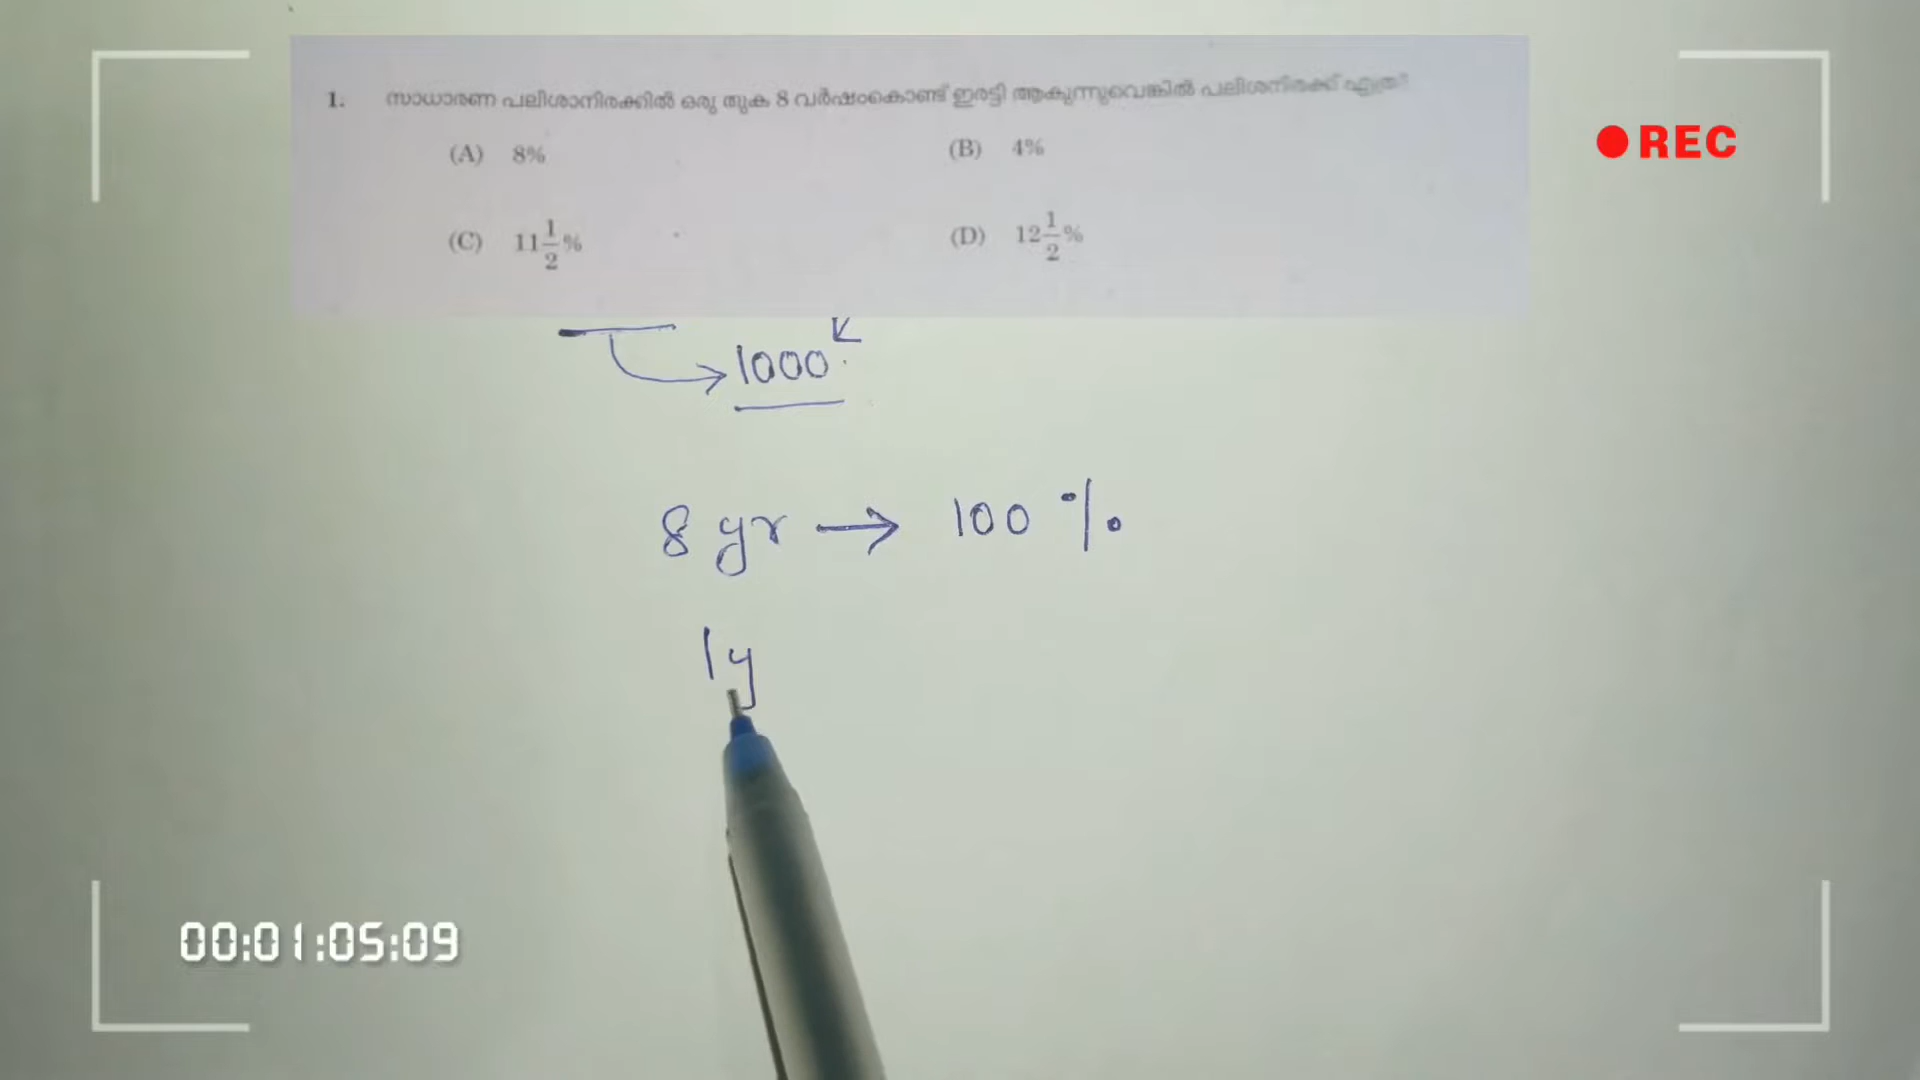 1. സാധാരണ പലിശാനിരക്കിൽ ഒരു തുക 8 വർഷംകൊണ്ട് ഇരട്ടി ആകുന്നുവെങ്കിൽ പലിശനിരക്ക് എത്ര?
(A) 8% (B) 4%
(C) 11 1/2 % (D) 12 1/2 %
REC
1000
8 yr → 100 %
1y
00:01:05:09